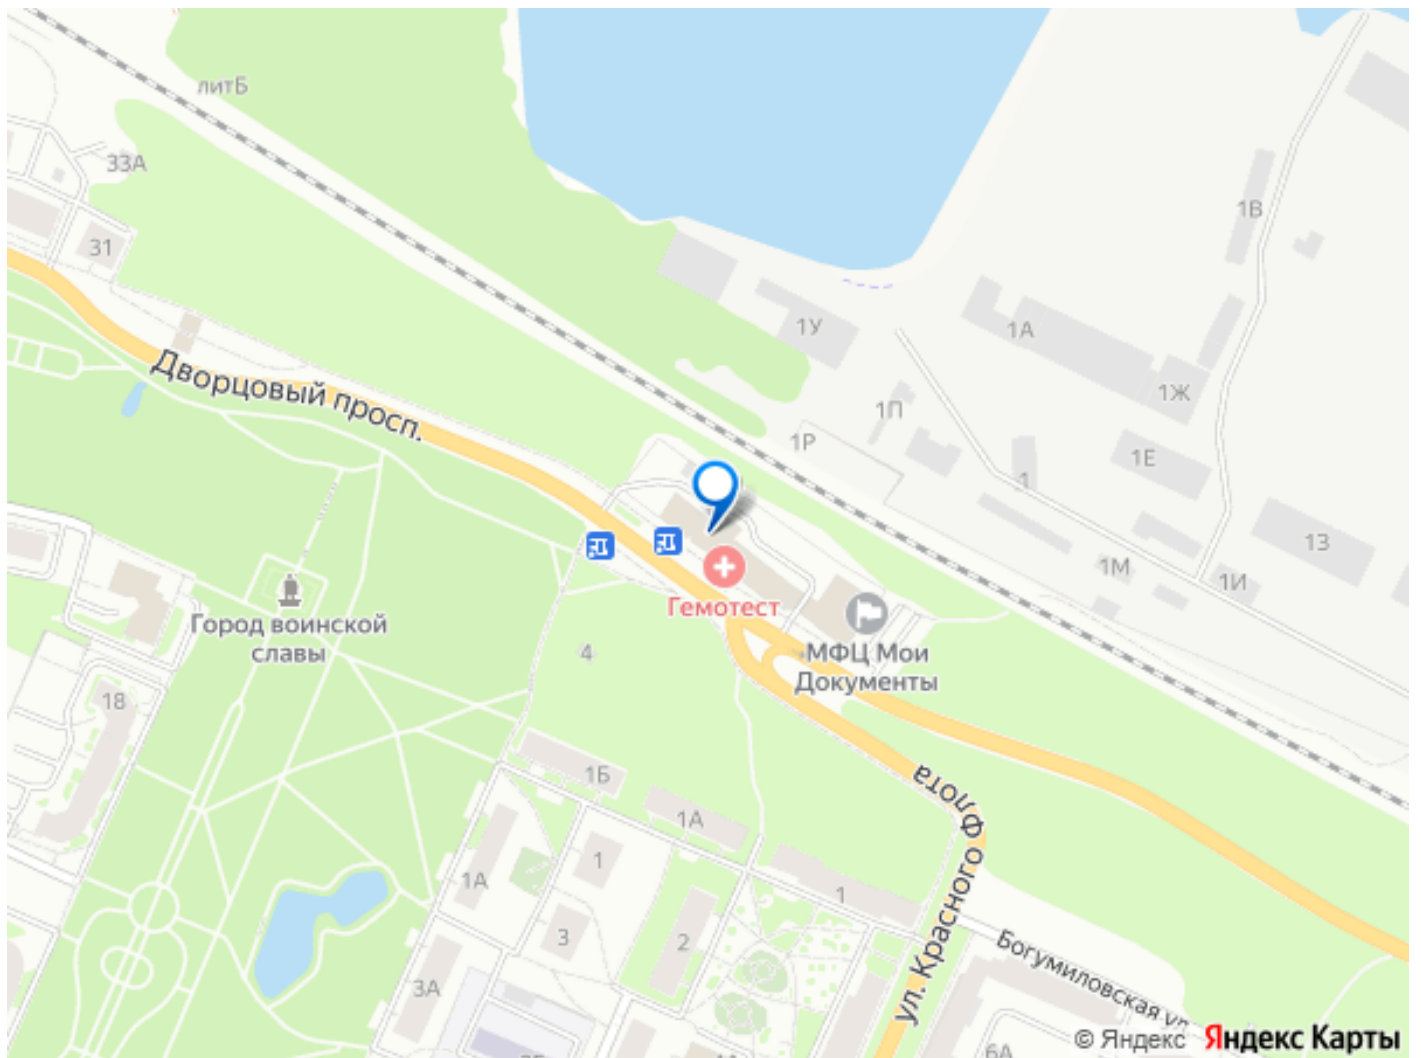 литБ
33А
31
1В
1У
1А
1Ж
1П
1Р
1Е
1
1З
1М
1И
Дворцовый просп.
Гемотест
МФЦ Мои
Документы
Город воинской
славы
4
18
1Б
1А
1
1А
3
2
1
3А
ул. Красного Флота
Богумиловская ул.
6А
© Яндекс Яндекс Карты